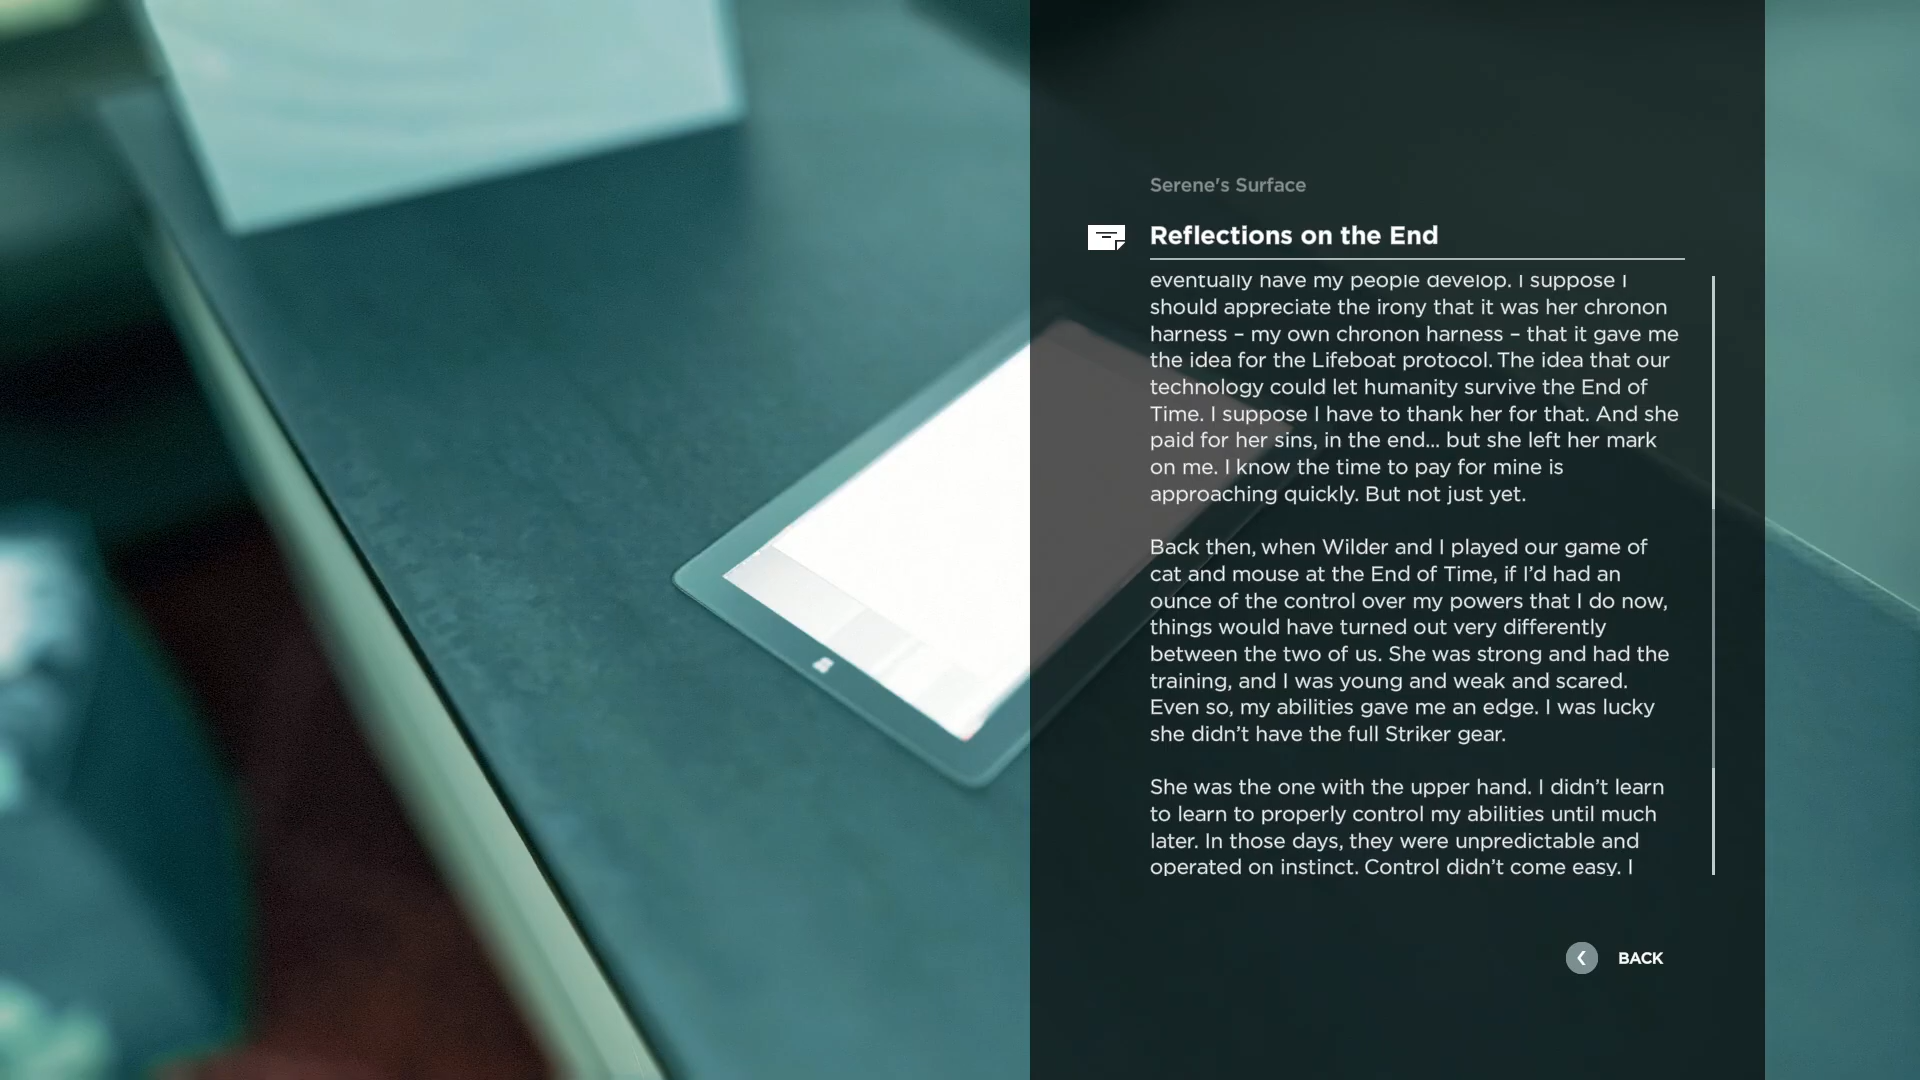 Serene's Surface
Reflections on the End
eventually have my people develop. I suppose I
should appreciate the irony that it was her chronon
harness – my own chronon harness – that it gave me
the idea for the Lifeboat protocol. The idea that our
technology could let humanity survive the End of
Time. I suppose I have to thank her for that. And she
paid for her sins, in the end... but she left her mark
on me. I know the time to pay for mine is
approaching quickly. But not just yet.
Back then, when Wilder and I played our game of
cat and mouse at the End of Time, if I’d had an
ounce of the control over my powers that I do now,
things would have turned out very differently
between the two of us. She was strong and had the
training, and I was young and weak and scared.
Even so, my abilities gave me an edge. I was lucky
she didn’t have the full Striker gear.
She was the one with the upper hand. I didn’t learn
to learn to properly control my abilities until much
later. In those days, they were unpredictable and
operated on instinct. Control didn’t come easy. I
BACK